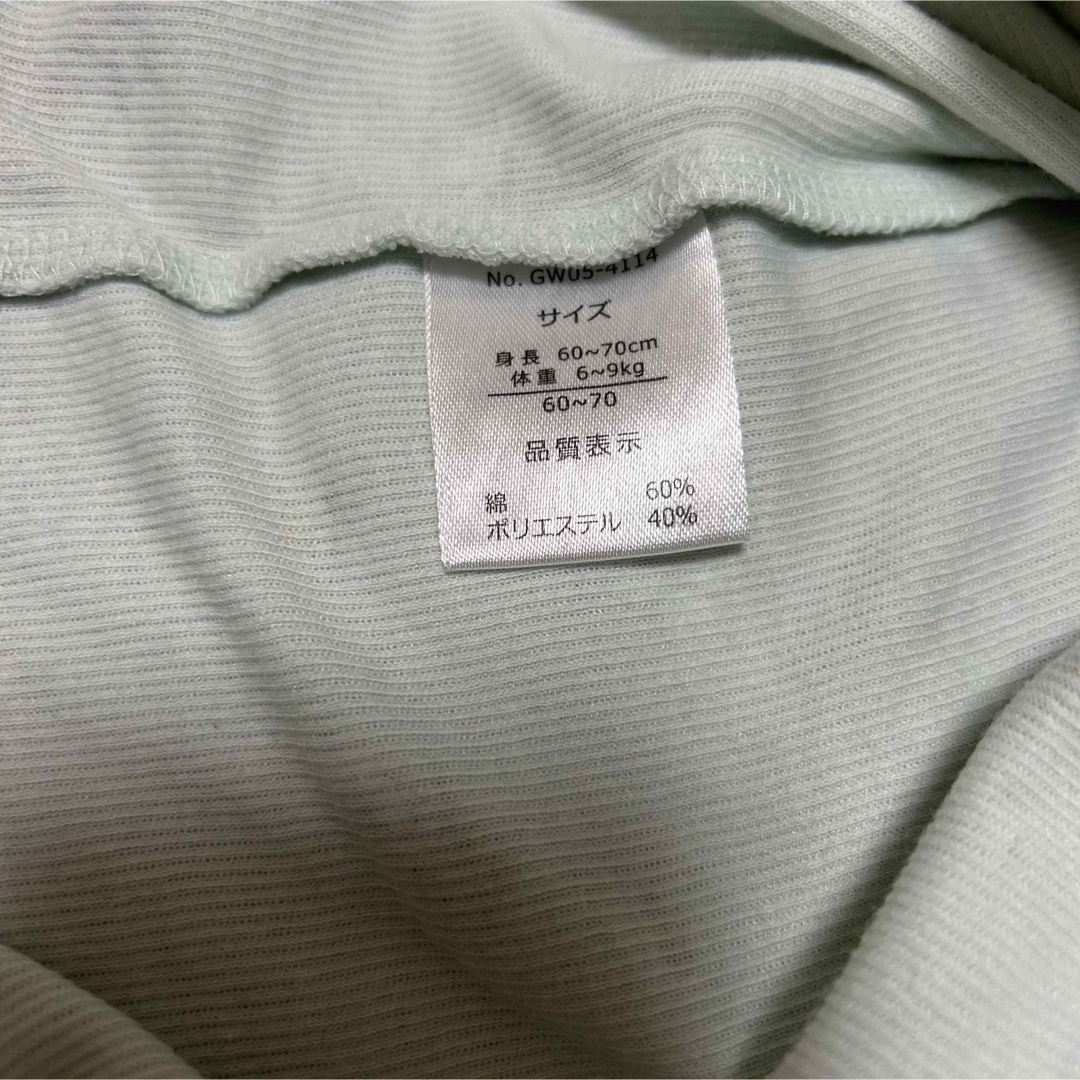 No. GW05-4114
サイズ
身長 60~70cm
体重 6~9kg
60~70
品質表示
綿 60%
ポリエステル 40%